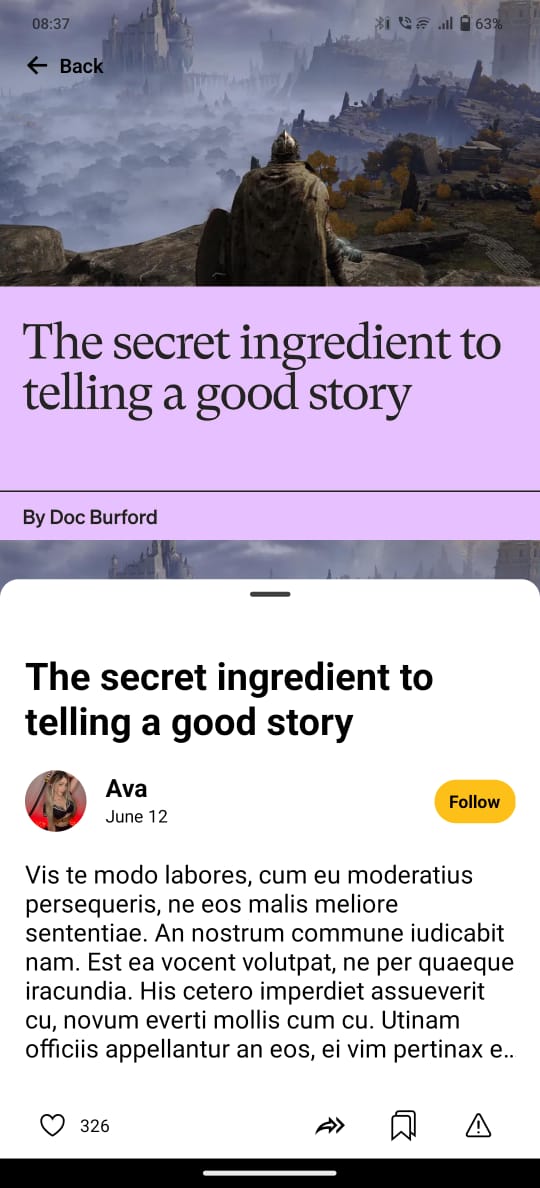 08:37
63%
Back
The secret ingredient to
telling a good story
By Doc Burford
The secret ingredient to
telling a good story
Ava
June 12
Follow
Vis te modo labores, cum eu moderatius
persequeris, ne eos malis meliore
sententiae. An nostrum commune iudicabit
nam. Est ea vocent volutpat, ne per quaeque
iracundia. His cetero imperdiet assueverit
cu, novum everti mollis cum cu. Utinam
officiis appellantur an eos, ei vim pertinax e..
326